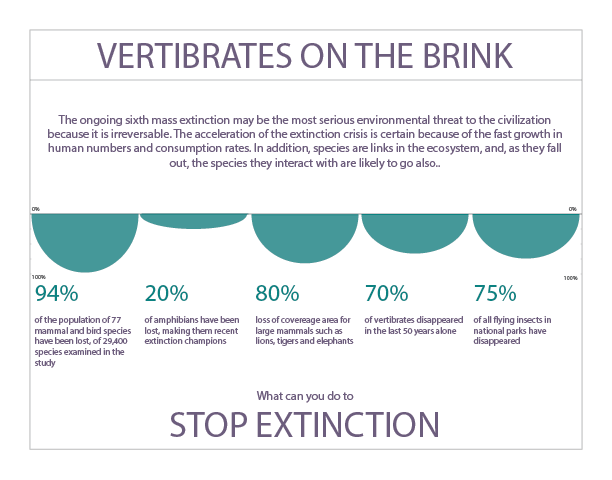 VERTIBRATES ON THE BRINK
The ongoing sixth mass extinction may be the most serious environmental threat to the civilization
because it is irreversable. The acceleration of the extinction crisis is certain because of the fast growth in
human numbers and consumption rates. In addition, species are links in the ecosystem, and, as they fall
out, the species they interact with are likely to go also..
0%
0%
100%
100%
94%
of the population of 77
mammal and bird species
have been lost, of 29,400
species examined in the
study
20%
of amphibians have been
lost, making them recent
extinction champions
80%
loss of covereage area for
large mammals such as
lions, tigers and elephants
70%
of vertibrates disappeared
in the last 50 years alone
75%
of all flying insects in
national parks have
disappeared
What can you do to
STOP EXTINCTION